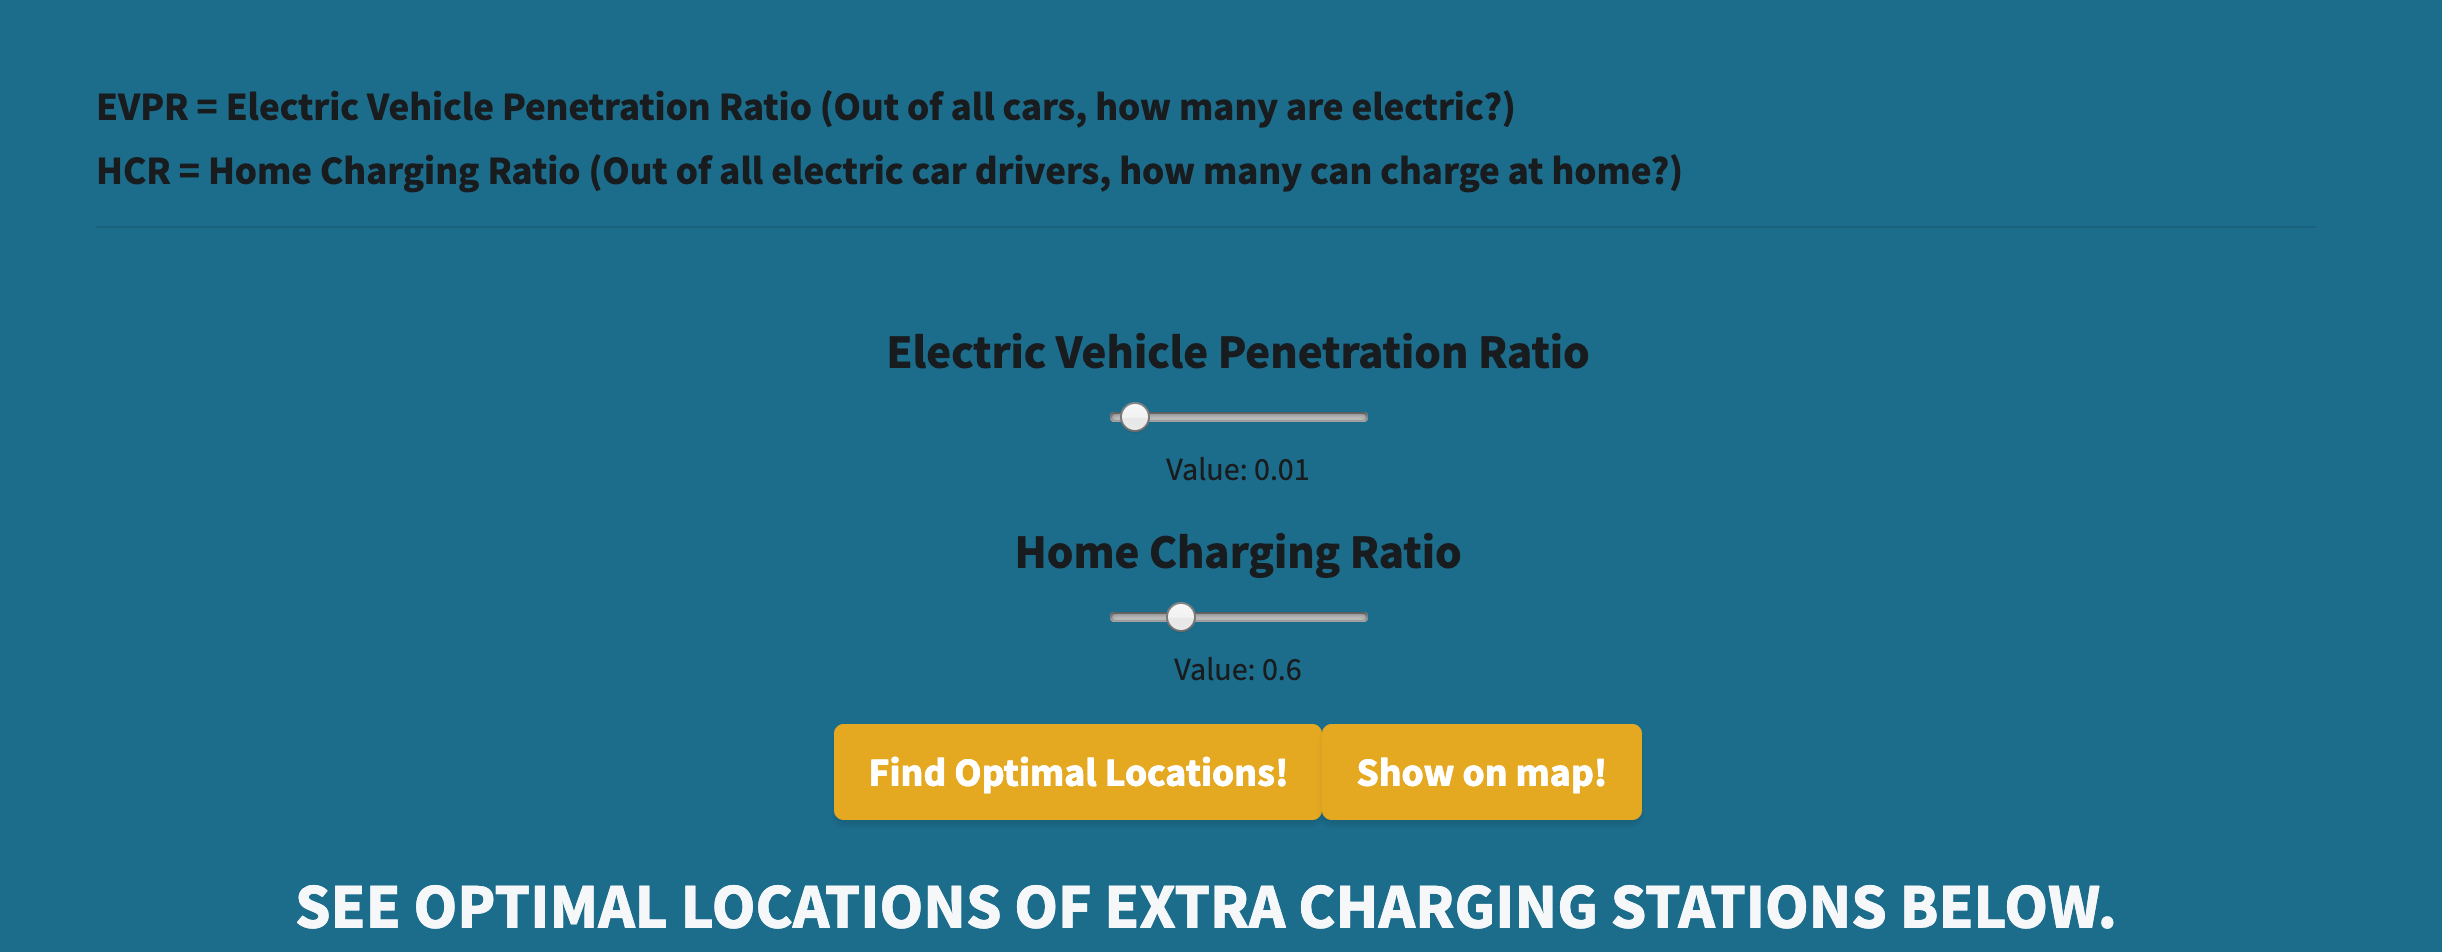 EVPR = Electric Vehicle Penetration Ratio (Out of all cars, how many are electric?)
HCR = Home Charging Ratio (Out of all electric car drivers, how many can charge at home?)
Electric Vehicle Penetration Ratio
Value: 0.01
Home Charging Ratio
Value: 0.6
Find Optimal Locations! Show on map!
SEE OPTIMAL LOCATIONS OF EXTRA CHARGING STATIONS BELOW.